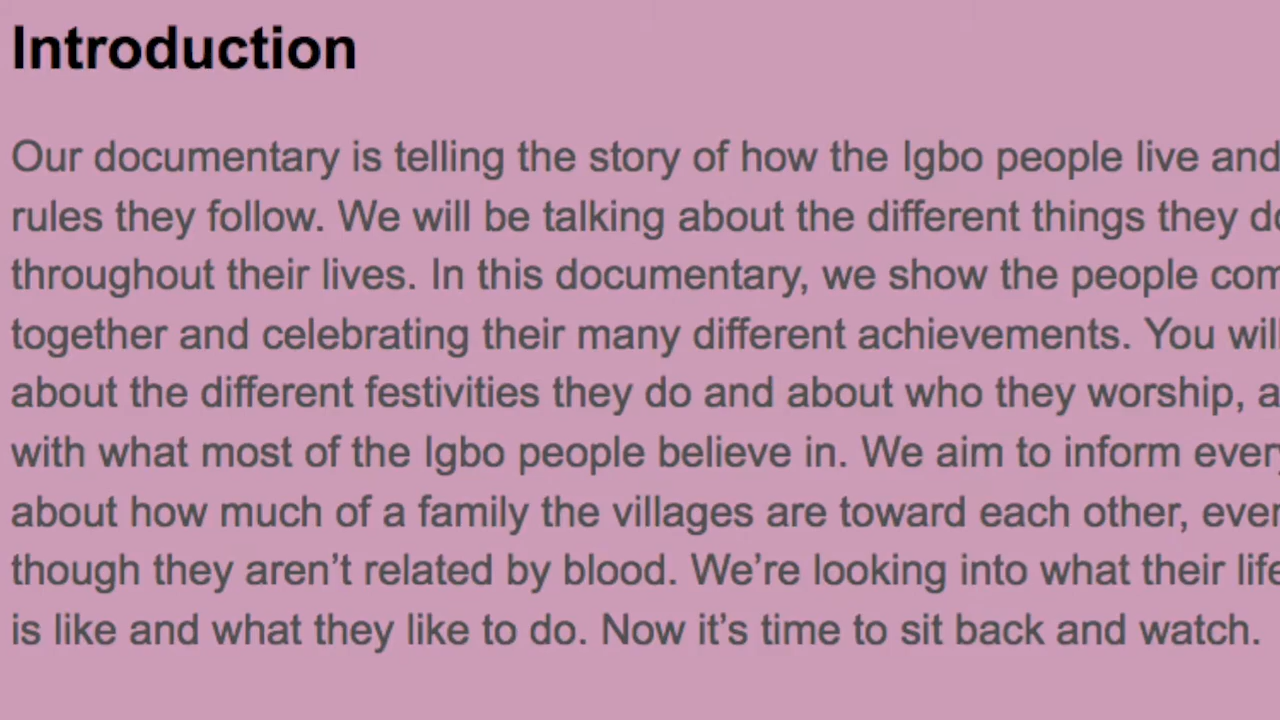 Introduction
Our documentary is telling the story of how the Igbo people live and
rules they follow. We will be talking about the different things they
throughout their lives. In this documentary, we show the people
together and celebrating their many different achievements. You
about the different festivities they do and about who they worship,
with what most of the Igbo people believe in. We aim to inform
about how much of a family the villages are toward each other,
though they aren’t related by blood. We’re looking into what their life
is like and what they like to do. Now it’s time to sit back and watch.